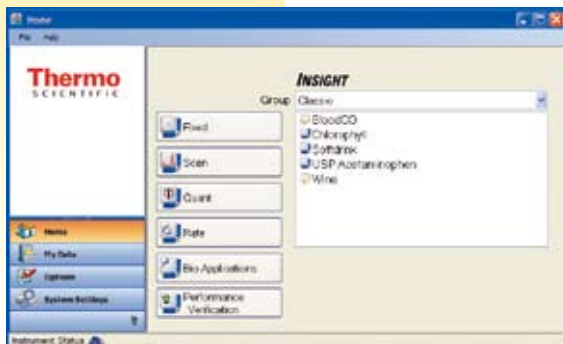 Home
File Help
Thermo
SCIENTIFIC
INSIGHT
Group Classic
Fixed
Scan
Quant
Rate
Bio Applications
Performance
Verification
BloodCO
Chlorophyll
Softdrink
USP Acetaminophen
Wine
Home
My Data
Options
System Settings
Instrument Status